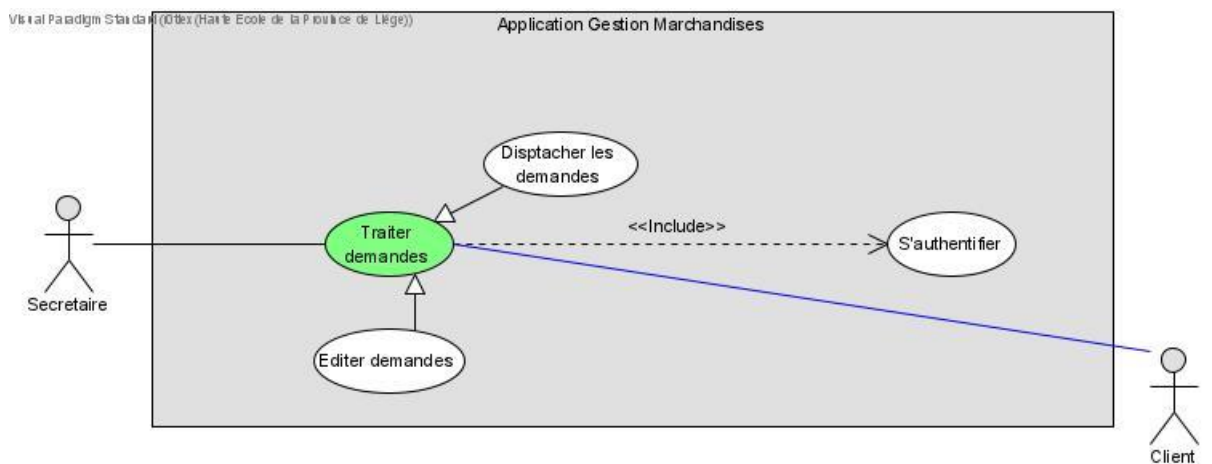 Visual Paradigm Standard (Ottex (Haute Ecole de la Province de Liége))
Application Gestion Marchandises
Disptacher les
demandes
Traiter
demandes
<<Include>>
S'authentifier
Secretaire
Editer demandes
Client